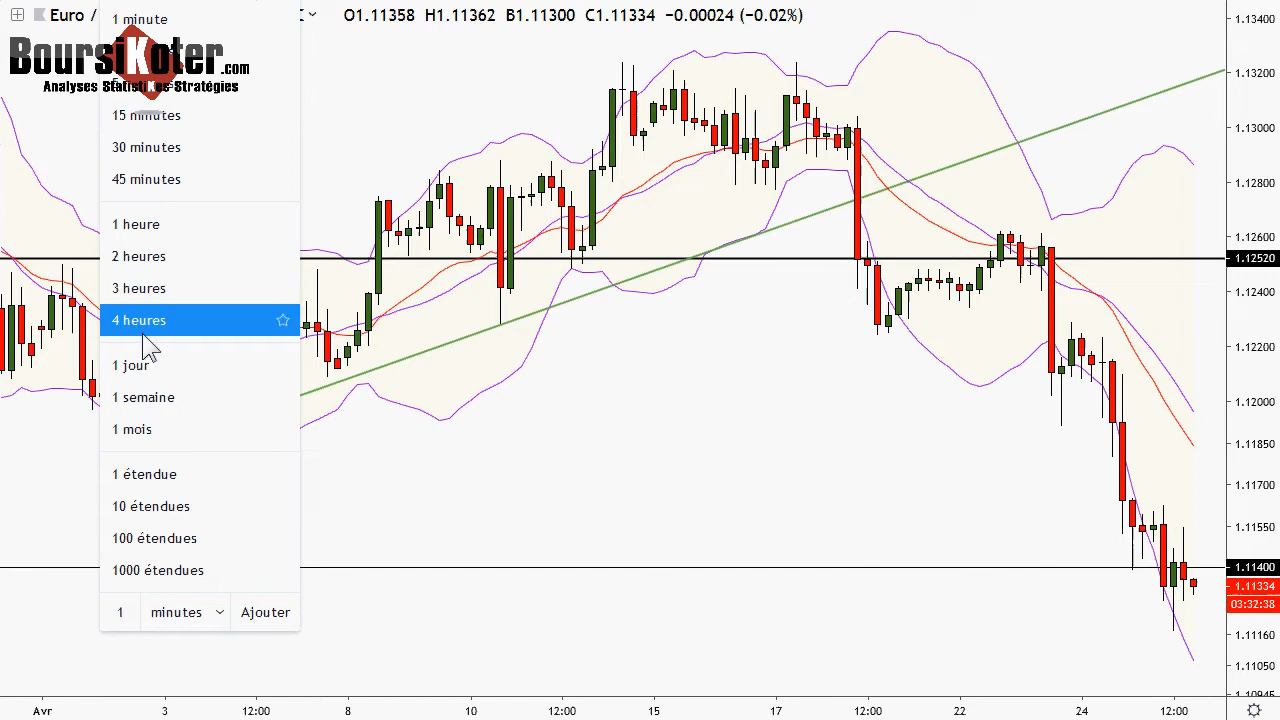 Euro /
O1.11358 H1.11362 B1.11300 C1.11334 −0.00024 (−0.02%)
BoursiKoter.com
Analyses StatistiKes Stratégies
1 minute
15 minutes
30 minutes
45 minutes
1 heure
2 heures
3 heures
4 heures
1 jour
1 semaine
1 mois
1 étendue
10 étendues
100 étendues
1000 étendues
1 minutes Ajouter
1.13400
1.13200
1.13000
1.12800
1.12600
1.12520
1.12400
1.12200
1.12000
1.11850
1.11700
1.11550
1.11400
1.11334
03:32:38
1.11160
1.11050
1.10945
Avr 3 12:00 8 10 12:00 15 17 12:00 22 24 12:00